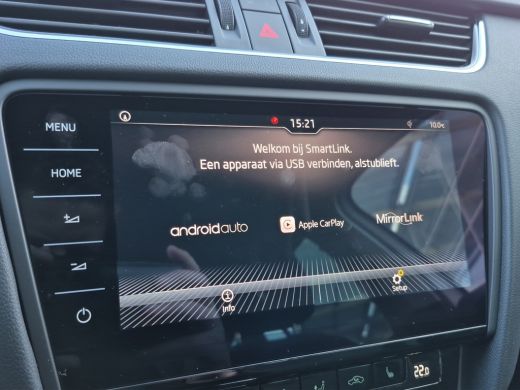 15:21
10.0°C
MENU
HOME
Welkom bij SmartLink.
Een apparaat via USB verbinden, alstublieft.
androidauto
Apple CarPlay
MirrorLink
Info
Setup
22.0